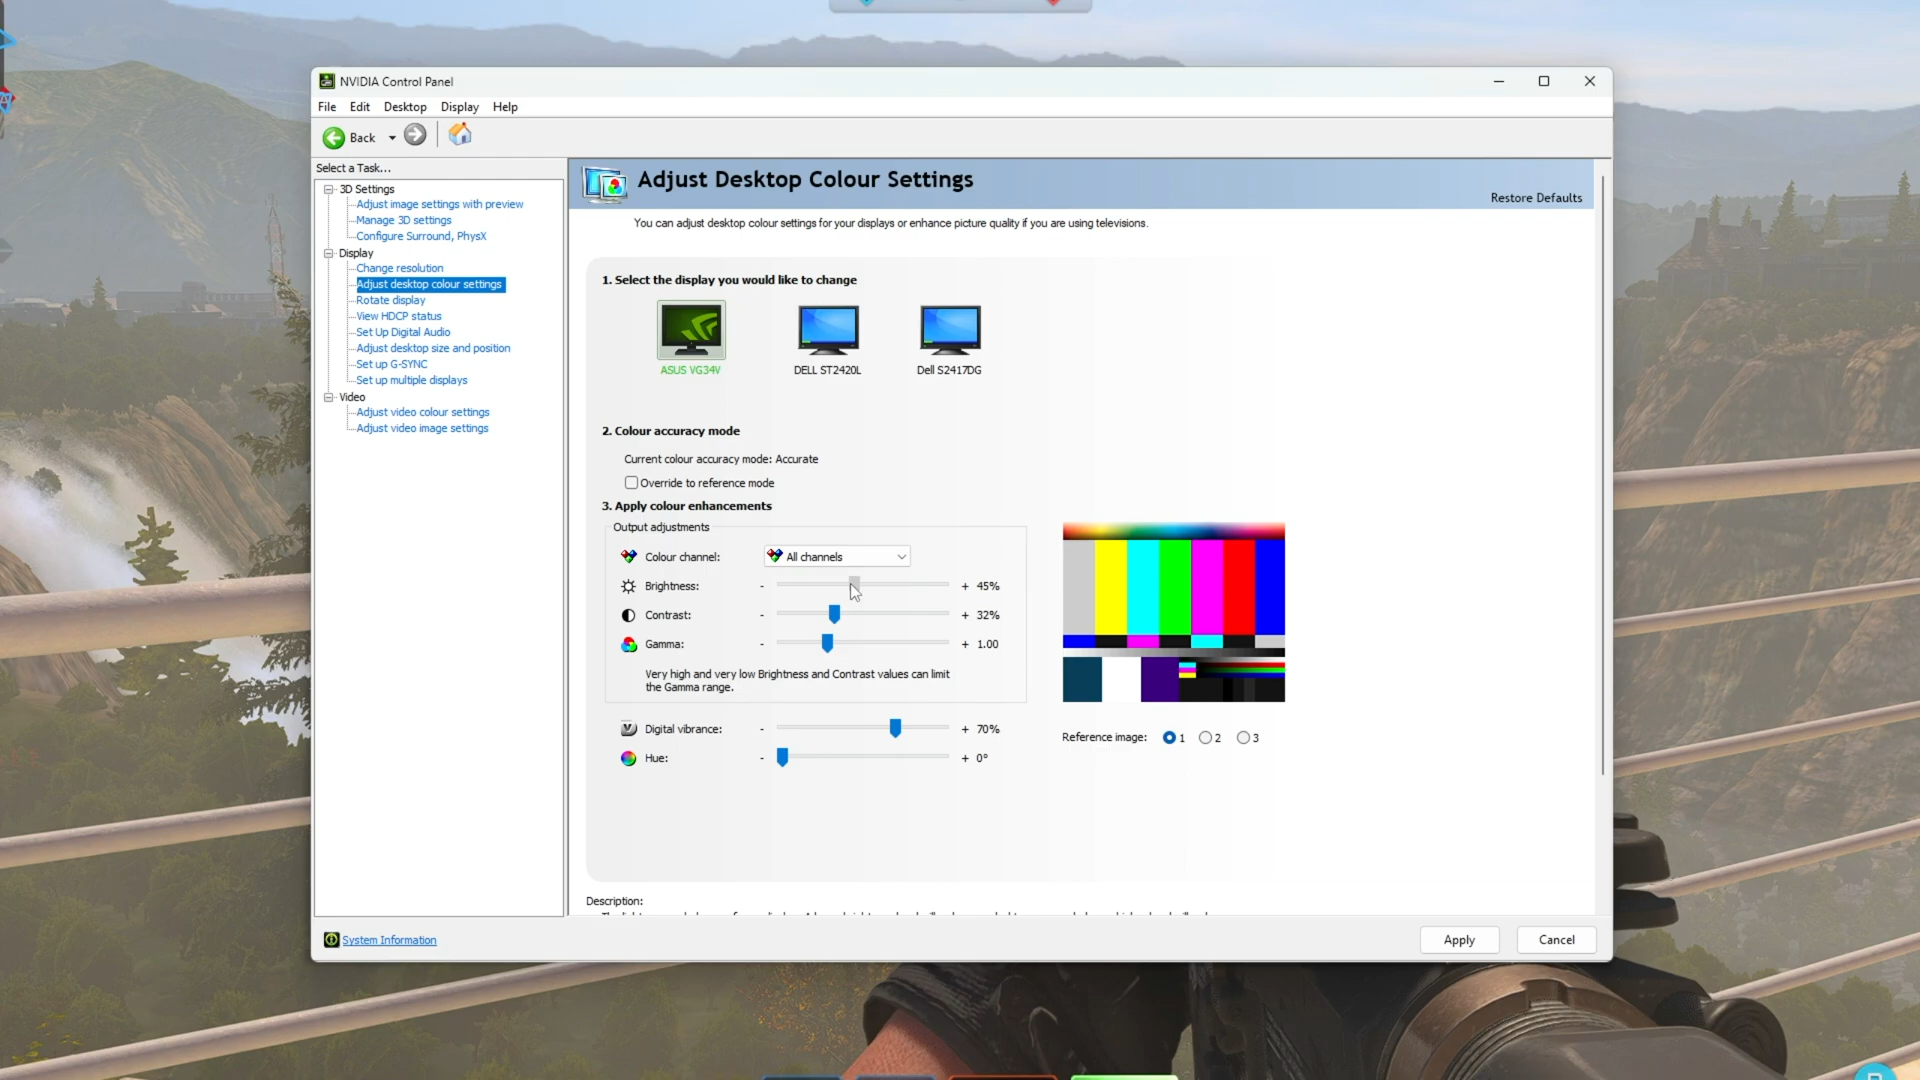 NVIDIA Control Panel
File Edit Desktop Display Help
Back
Select a Task...
3D Settings
Adjust image settings with preview
Manage 3D settings
Configure Surround, PhysX
Display
Change resolution
Adjust desktop colour settings
Rotate display
View HDCP status
Set Up Digital Audio
Adjust desktop size and position
Set up G-SYNC
Set up multiple displays
Video
Adjust video colour settings
Adjust video image settings
Adjust Desktop Colour Settings
Restore Defaults
You can adjust desktop colour settings for your displays or enhance picture quality if you are using televisions.
1. Select the display you would like to change
ASUS VG34V DELL ST2420L Dell S2417DG
2. Colour accuracy mode
Current colour accuracy mode: Accurate
Override to reference mode
3. Apply colour enhancements
Output adjustments
Colour channel: All channels
Brightness: - + 45%
Contrast: - + 32%
Gamma: - + 1.00
Very high and very low Brightness and Contrast values can limit
the Gamma range.
Digital vibrance: - + 70%
Hue: - + 0°
Reference image: 1 2 3
Description:
System Information
Apply Cancel